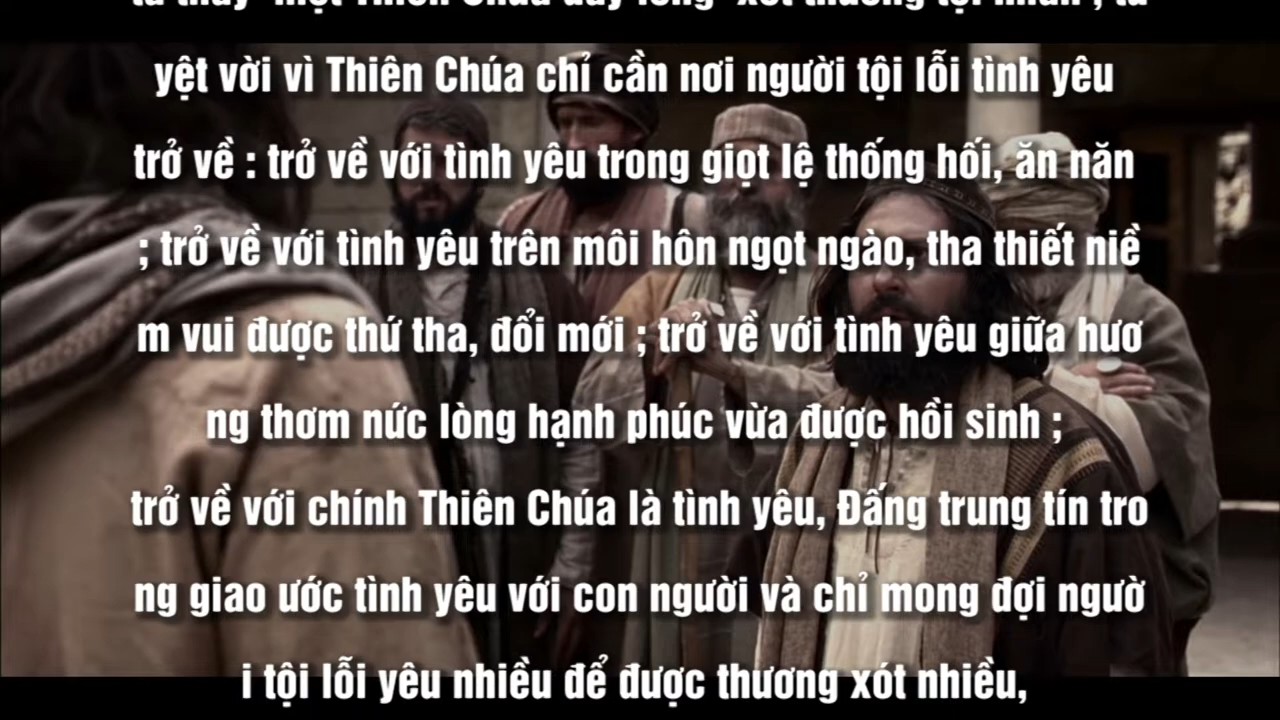 yệt vời vì Thiên Chúa chỉ cần nơi người tội lỗi tình yêu
trở về : trở về với tình yêu trong giọt lệ thống hối, ăn năn
; trở về với tình yêu trên môi hôn ngọt ngào, tha thiết niề
m vui được thứ tha, đổi mới ; trở về với tình yêu giữa hươ
ng thơm nức lòng hạnh phúc vừa được hồi sinh ;
trở về với chính Thiên Chúa là tình yêu, Đấng trung tín tro
ng giao ước tình yêu với con người và chỉ mong đợi ngườ
i tội lỗi yêu nhiều để được thương xót nhiều,